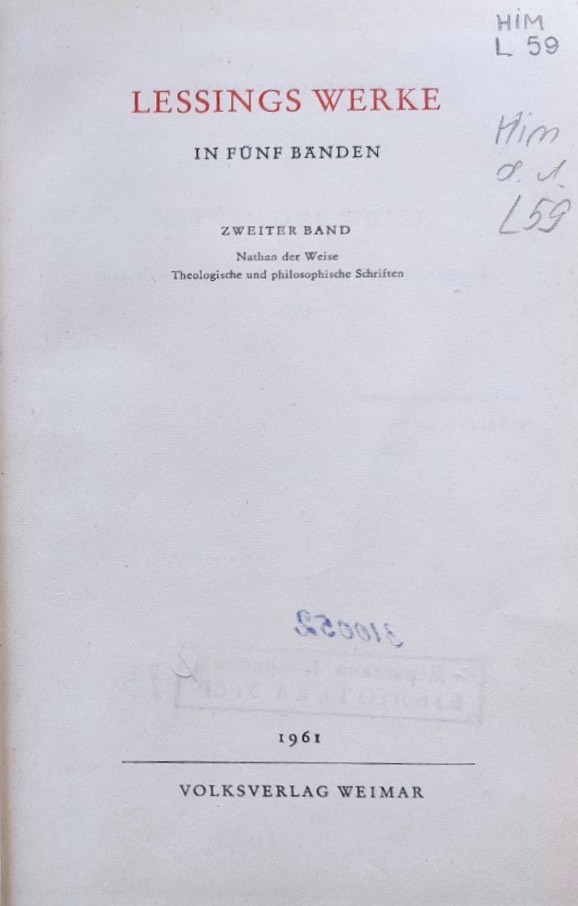 HIM
L 59
LESSINGS WERKE
IN FÜNF BÄNDEN
Him
L59
ZWEITER BAND
Nathan der Weise
Theologische und philosophische Schriften
310052
1961
VOLKSVERLAG WEIMAR